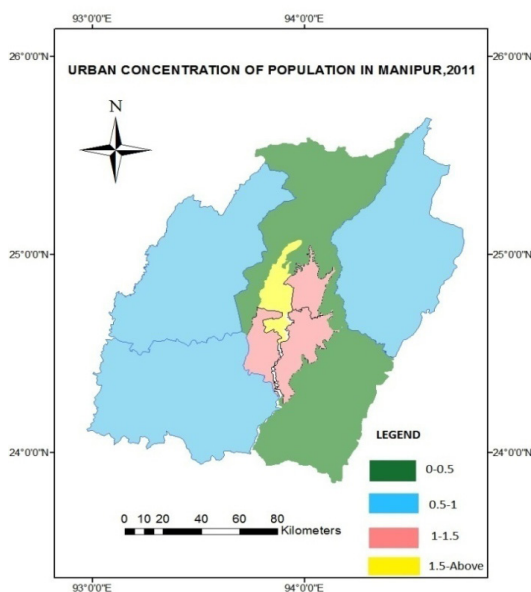 93°0'0"E 94°0'0"E
26°0'0"N 26°0'0"N
URBAN CONCENTRATION OF POPULATION IN MANIPUR,2011
N
25°0'0"N 25°0'0"N
24°0'0"N 24°0'0"N
LEGEND
0-0.5
0.5-1
1-1.5
1.5-Above
0 10 20 40 60 80
Kilometers
93°0'0"E 94°0'0"E